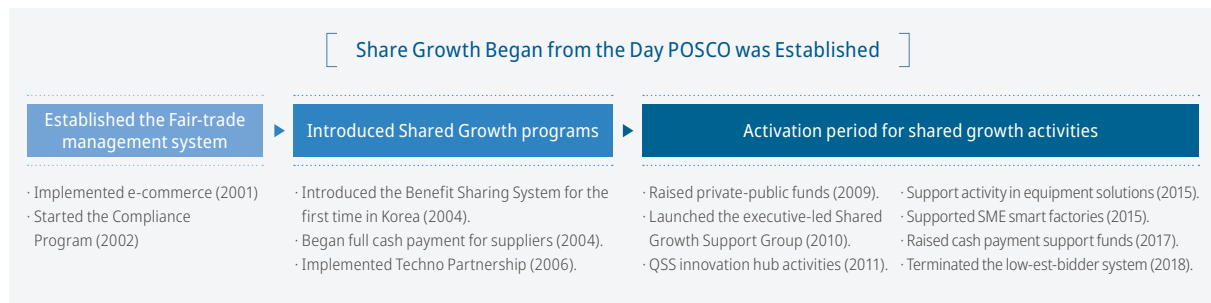 Share Growth Began from the Day POSCO was Established
Established the Fair-trade
management system
Introduced Shared Growth programs
Activation period for shared growth activities
· Implemented e-commerce (2001)
· Started the Compliance
Program (2002)
· Introduced the Benefit Sharing System for the
first time in Korea (2004).
· Began full cash payment for suppliers (2004).
· Implemented Techno Partnership (2006).
· Raised private-public funds (2009).
· Launched the executive-led Shared
Growth Support Group (2010).
· QSS innovation hub activities (2011).
· Support activity in equipment solutions (2015).
· Supported SME smart factories (2015).
· Raised cash payment support funds (2017).
· Terminated the low-est-bidder system (2018).